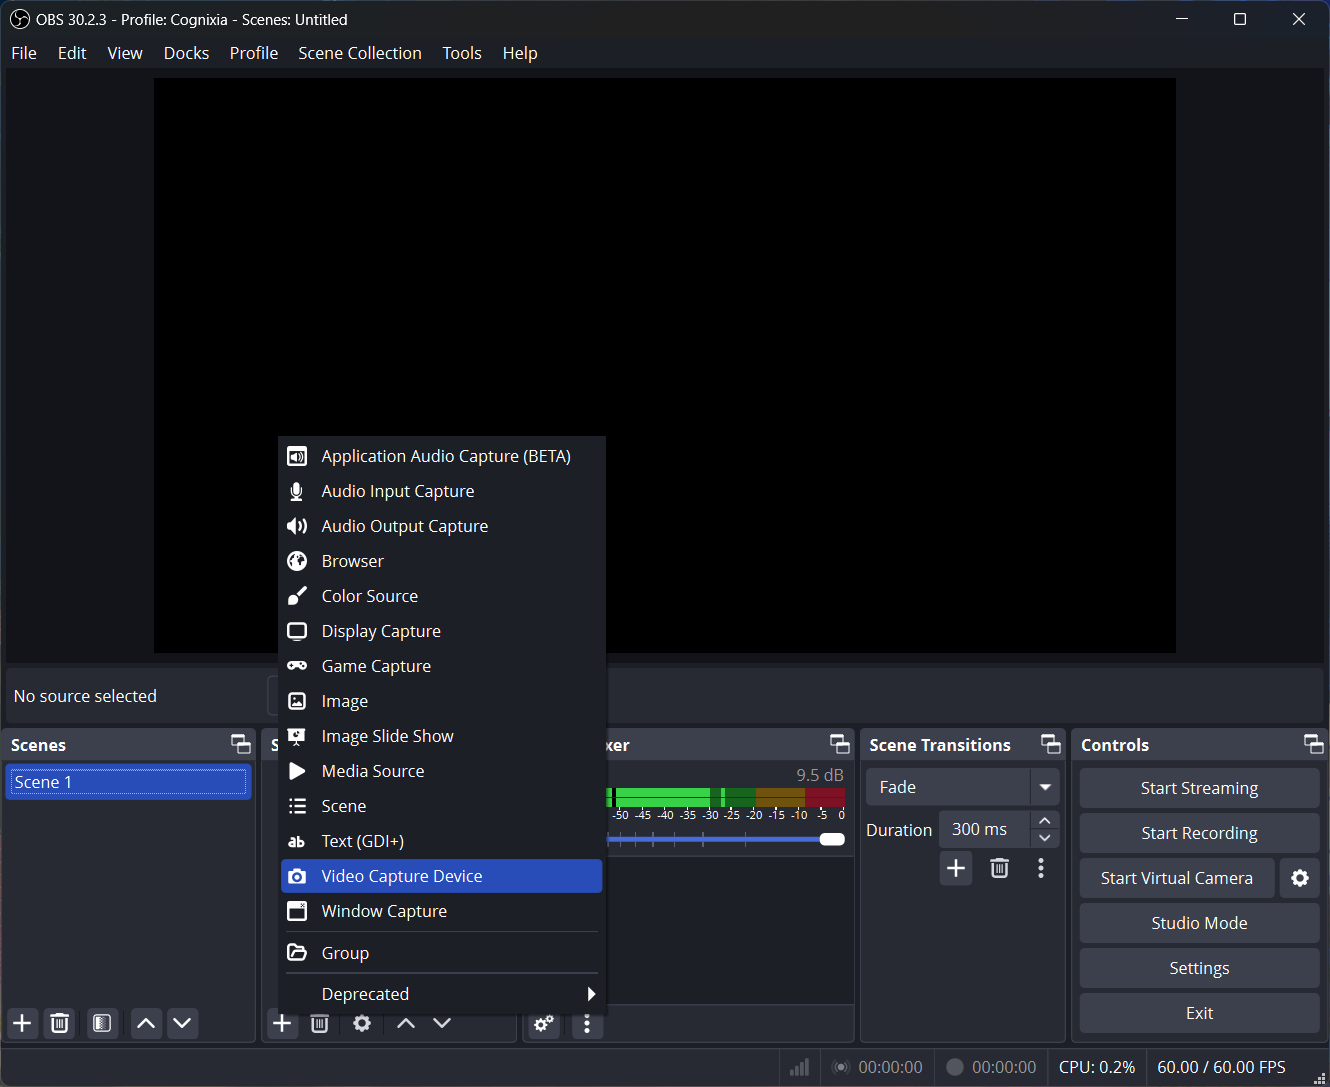 OBS 30.2.3 - Profile: Cognixia - Scenes: Untitled
File Edit View Docks Profile Scene Collection Tools Help
Application Audio Capture (BETA)
Audio Input Capture
Audio Output Capture
Browser
Color Source
Display Capture
Game Capture
Image
Image Slide Show
Media Source
Scene
ab Text (GDI+)
Video Capture Device
Window Capture
Group
Deprecated
No source selected
Scenes
Scene 1
S
xer
9.5 dB
-50 -45 -40 -35 -30 -25 -20 -15 -10 -5 0
Scene Transitions
Fade
Duration 300 ms
Controls
Start Streaming
Start Recording
Start Virtual Camera
Studio Mode
Settings
Exit
00:00:00 00:00:00 CPU: 0.2% 60.00 / 60.00 FPS